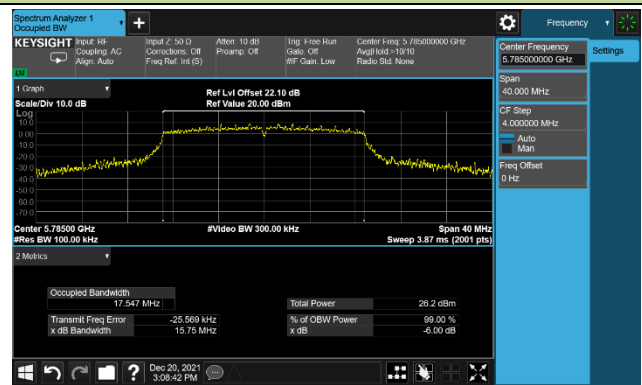 Spectrum Analyzer 1
Occupied BW
Frequency
KEYSIGHT
Input: RF
Coupling: AC
Align: Auto
Input Z: 50 Ω
Corrections: Off
Freq Ref: Int (S)
Atten: 10 dB
Preamp: Off
Trig: Free Run
Gate: Off
#IF Gain: Low
Center Freq: 5.785000000 GHz
Avg|Hold:>10/10
Radio Std: None
LW
Center Frequency
5.785000000 GHz
Settings
Span
40.000 MHz
CF Step
4.000000 MHz
Auto
Man
Freq Offset
0 Hz
1 Graph
Scale/Div 10.0 dB
Ref Lvl Offset 22.10 dB
Ref Value 20.00 dBm
Log
10.0
0.00
-10.0
-20.0
-30.0
-40.0
-50.0
-60.0
-70.0
Center 5.78500 GHz
#Video BW 300.00 kHz
Span 40 MHz
#Res BW 100.00 kHz
Sweep 3.87 ms (2001 pts)
2 Metrics
Occupied Bandwidth
17.547 MHz
Total Power 26.2 dBm
Transmit Freq Error -25.569 kHz
% of OBW Power 99.00 %
x dB Bandwidth 15.75 MHz
x dB -6.00 dB
?
Dec 20, 2021
3:08:42 PM